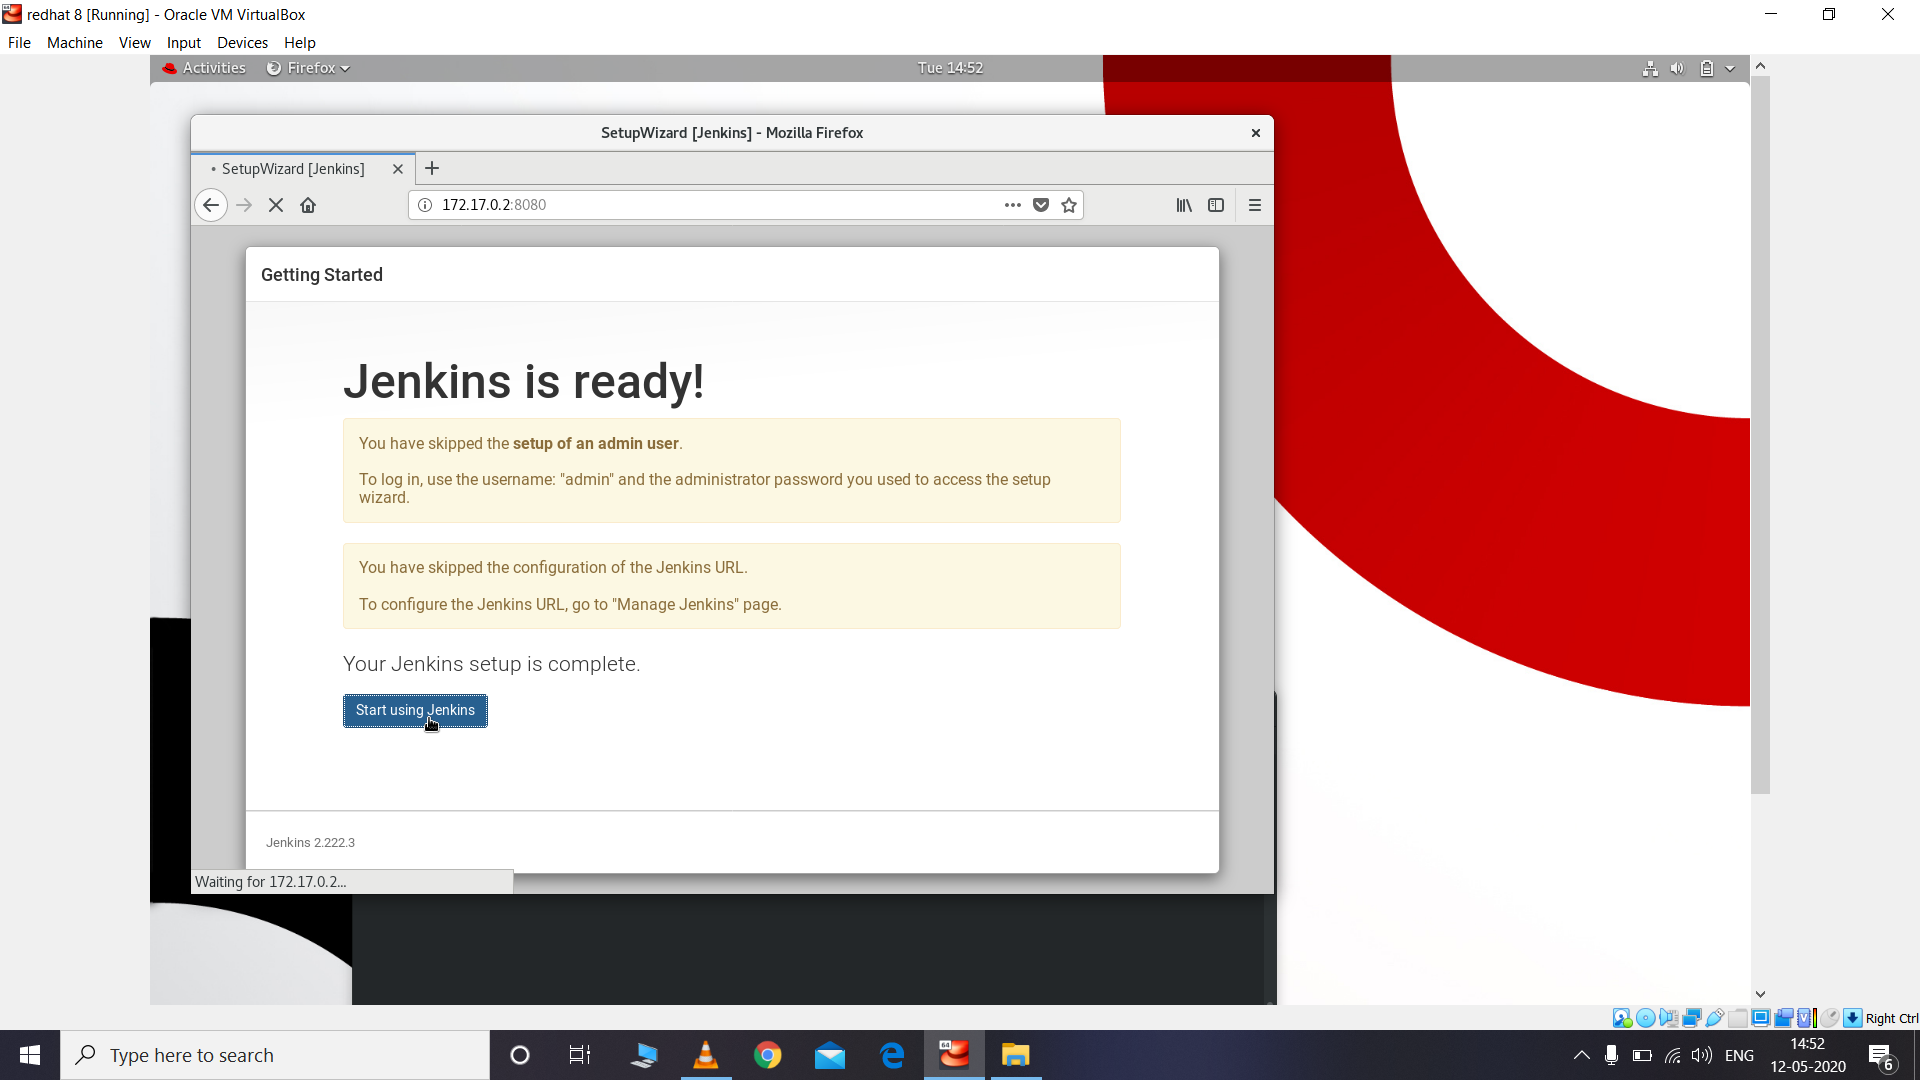 redhat 8 [Running] - Oracle VM VirtualBox
File Machine View Input Devices Help
Activities Firefox Tue 14:52
SetupWizard [Jenkins] - Mozilla Firefox
SetupWizard [Jenkins]
172.17.0.2:8080
Getting Started
Jenkins is ready!
You have skipped the setup of an admin user.
To log in, use the username: "admin" and the administrator password you used to access the setup
wizard.
You have skipped the configuration of the Jenkins URL.
To configure the Jenkins URL, go to "Manage Jenkins" page.
Your Jenkins setup is complete.
Start using Jenkins
Jenkins 2.222.3
Waiting for 172.17.0.2...
Right Ctrl
Type here to search
64
ENG
14:52
12-05-2020
6